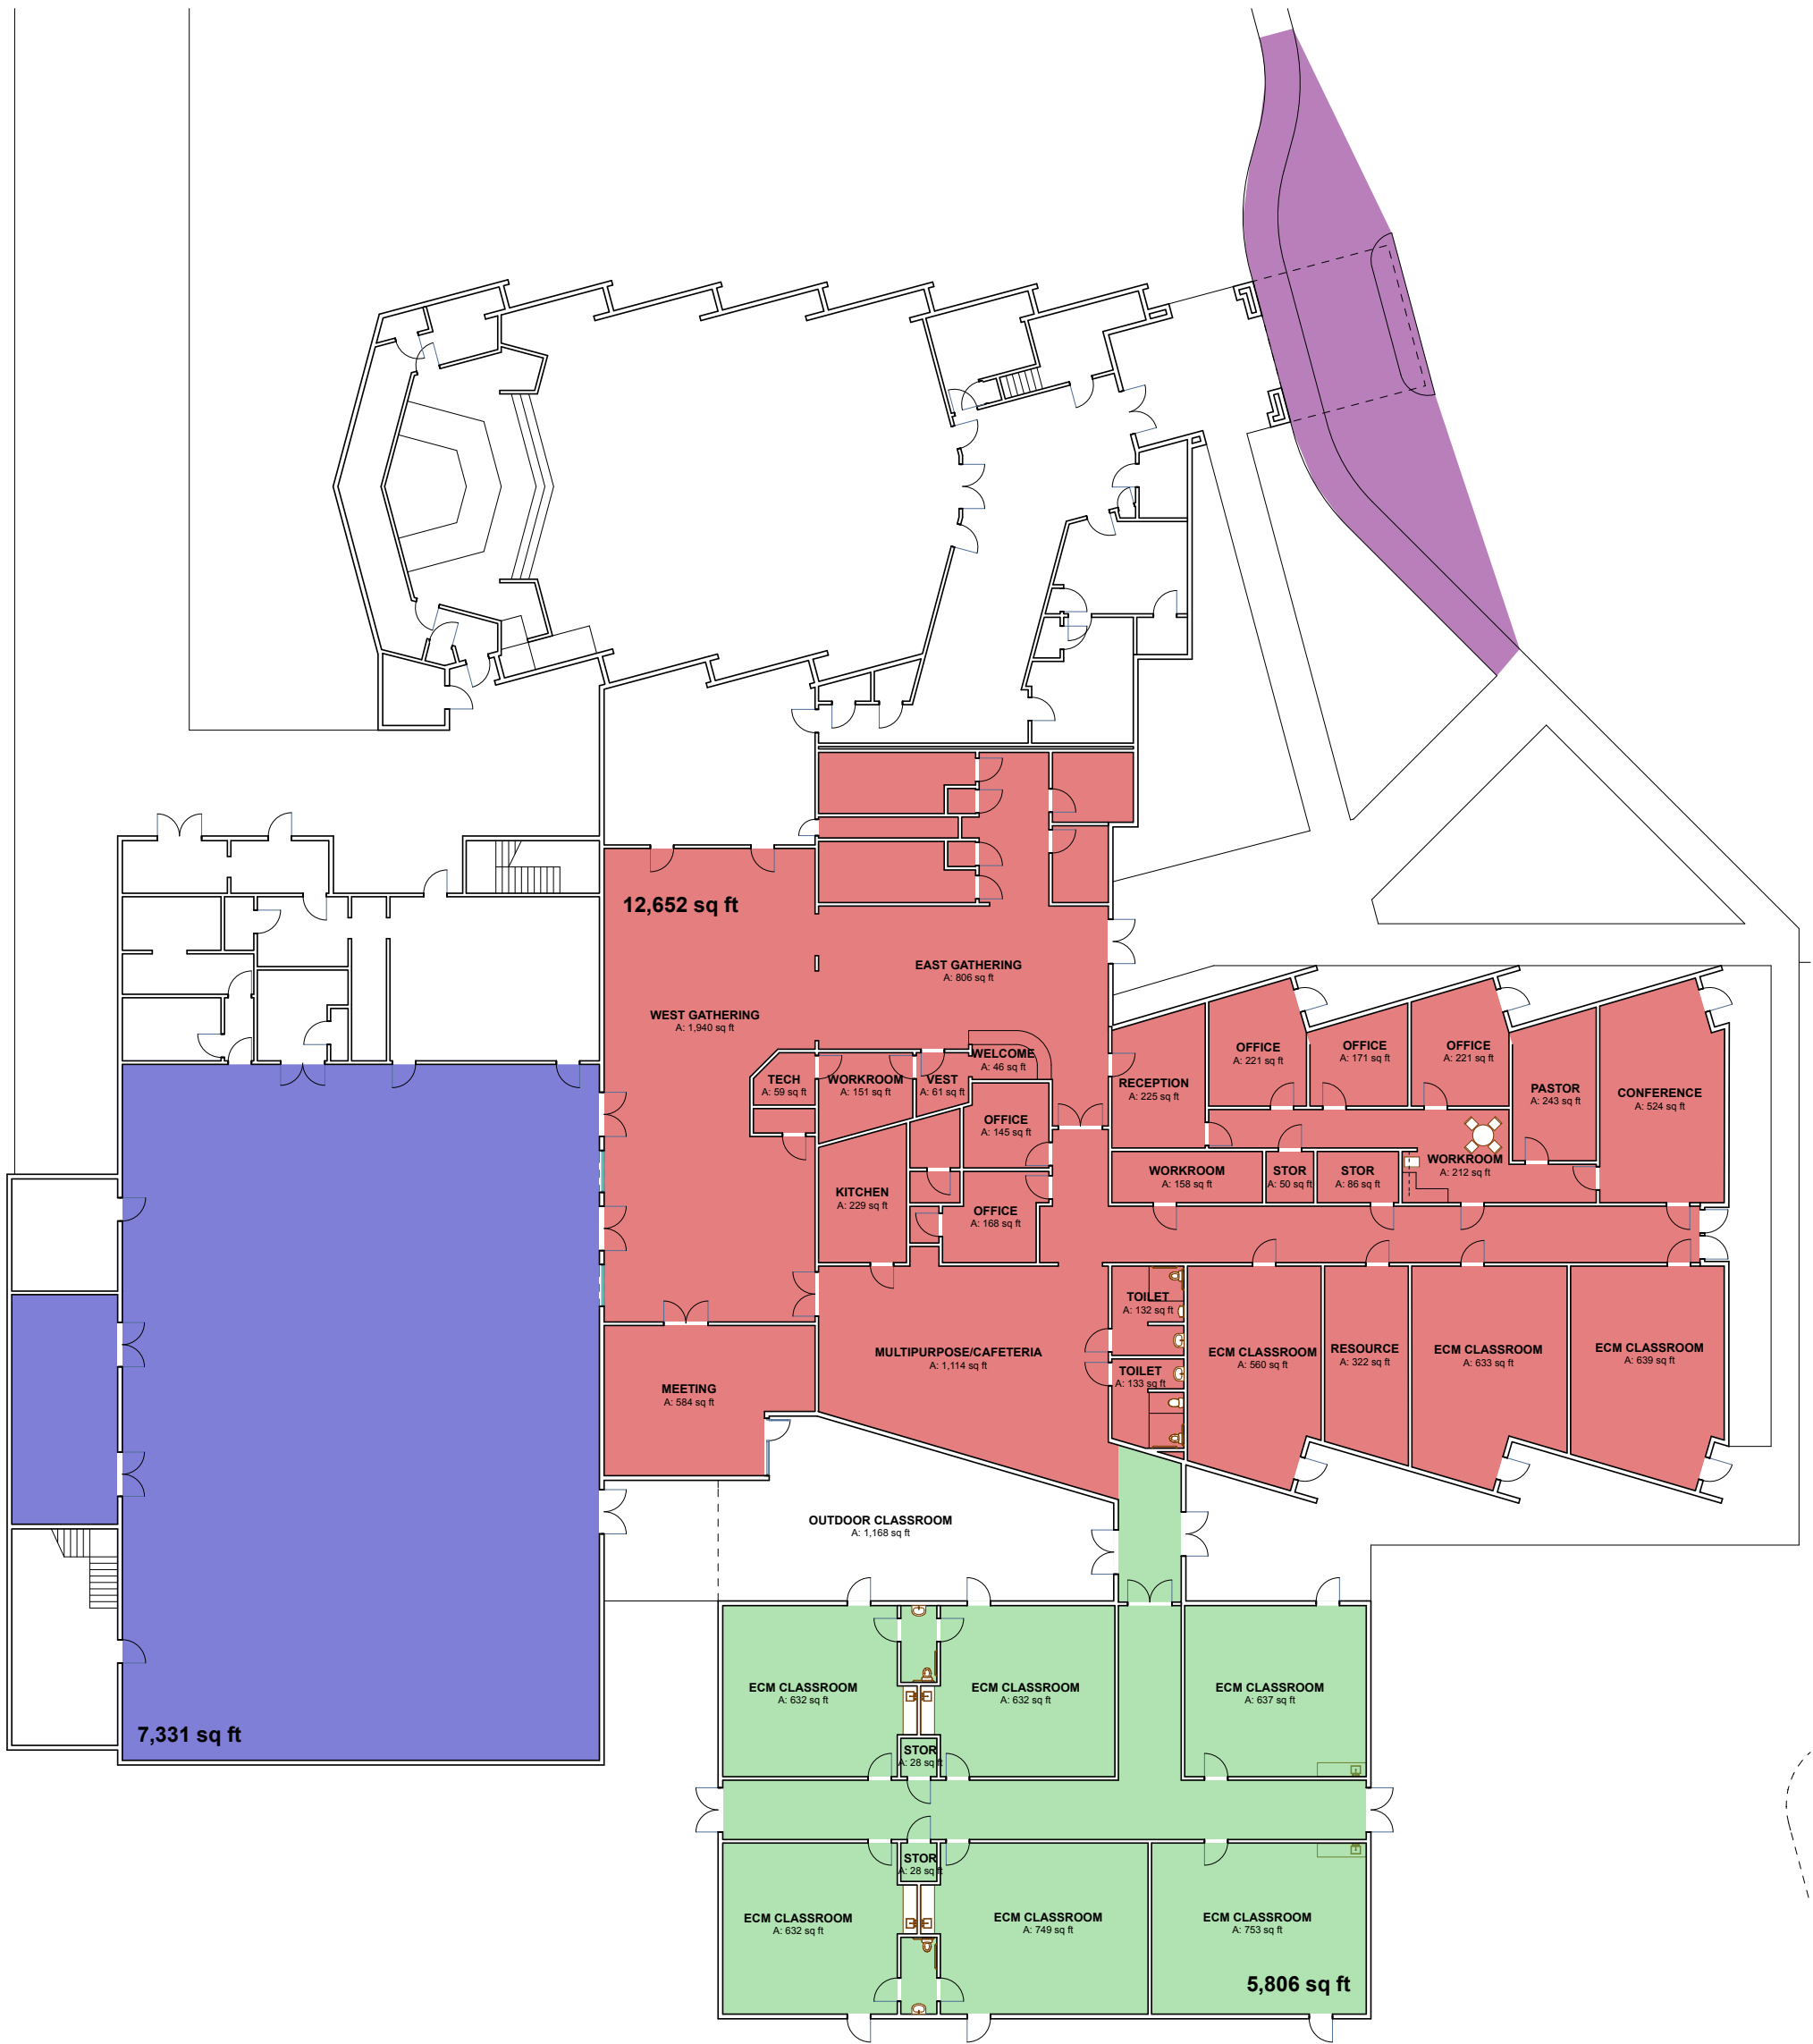 12,652 sq ft
EAST GATHERING
A: 806 sq ft
WEST GATHERING
A: 1,940 sq ft
OFFICE
A: 221 sq ft
OFFICE
A: 171 sq ft
OFFICE
A: 221 sq ft
WELCOME
A: 46 sq ft
TECH
A: 59 sq ft
WORKROOM
A: 151 sq ft
VEST
A: 61 sq ft
RECEPTION
A: 225 sq ft
PASTOR
A: 243 sq ft
CONFERENCE
A: 524 sq ft
OFFICE
A: 145 sq ft
WORKROOM
A: 158 sq ft
STOR
A: 50 sq ft
STOR
A: 86 sq ft
WORKROOM
A: 212 sq ft
KITCHEN
A: 229 sq ft
OFFICE
A: 168 sq ft
TOILET
A: 132 sq ft
MULTIPURPOSE/CAFETERIA
A: 1,114 sq ft
ECM CLASSROOM
A: 560 sq ft
RESOURCE
A: 322 sq ft
ECM CLASSROOM
A: 633 sq ft
ECM CLASSROOM
A: 639 sq ft
TOILET
A: 133 sq ft
MEETING
A: 584 sq ft
OUTDOOR CLASSROOM
A: 1,168 sq ft
ECM CLASSROOM
A: 632 sq ft
ECM CLASSROOM
A: 632 sq ft
ECM CLASSROOM
A: 637 sq ft
7,331 sq ft
STOR
A: 28 sq ft
STOR
A: 28 sq ft
ECM CLASSROOM
A: 632 sq ft
ECM CLASSROOM
A: 749 sq ft
ECM CLASSROOM
A: 753 sq ft
5,806 sq ft